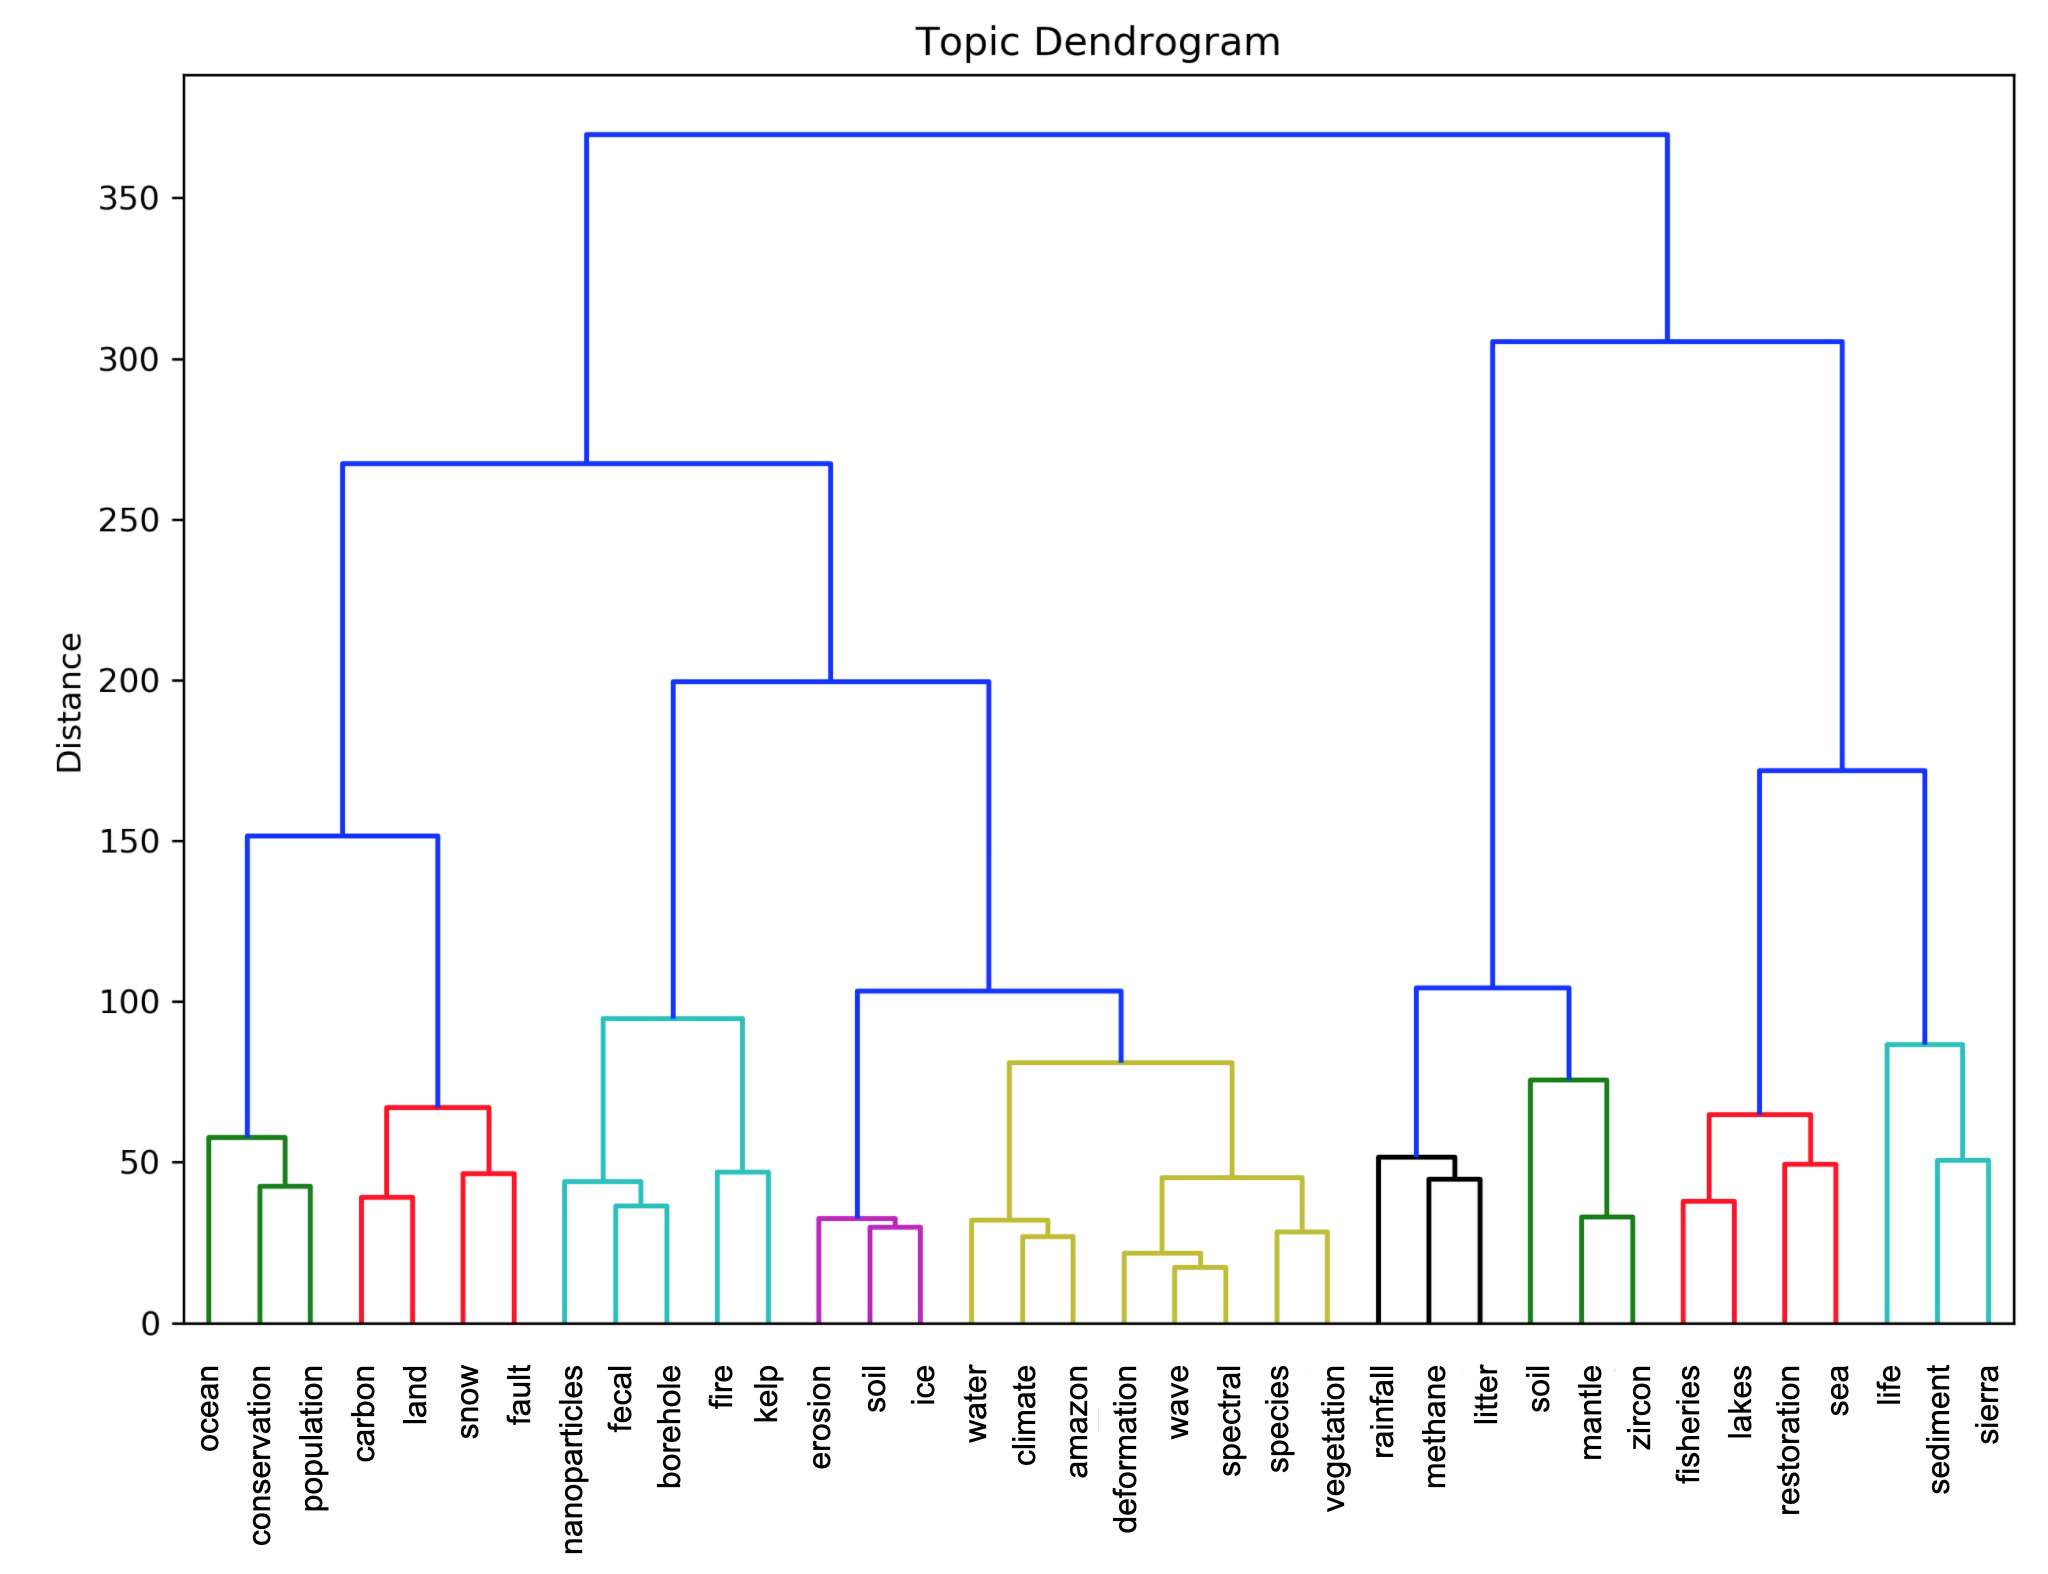 Topic Dendrogram
350
300
250
200
150
100
50
0
Distance
ocean
conservation
population
carbon
land
snow
fault
nanoparticles
fecal
borehole
fire
kelp
erosion
soil
ice
water
climate
amazon
deformation
wave
spectral
species
vegetation
rainfall
methane
litter
soil
mantle
zircon
fisheries
lakes
restoration
sea
life
sediment
sierra